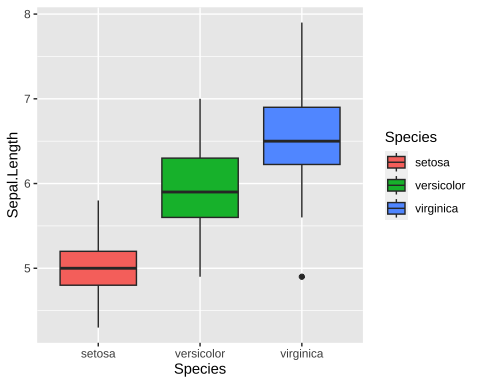 8
7
6
5
Sepal.Length
setosa
versicolor
virginica
Species
Species
setosa
versicolor
virginica